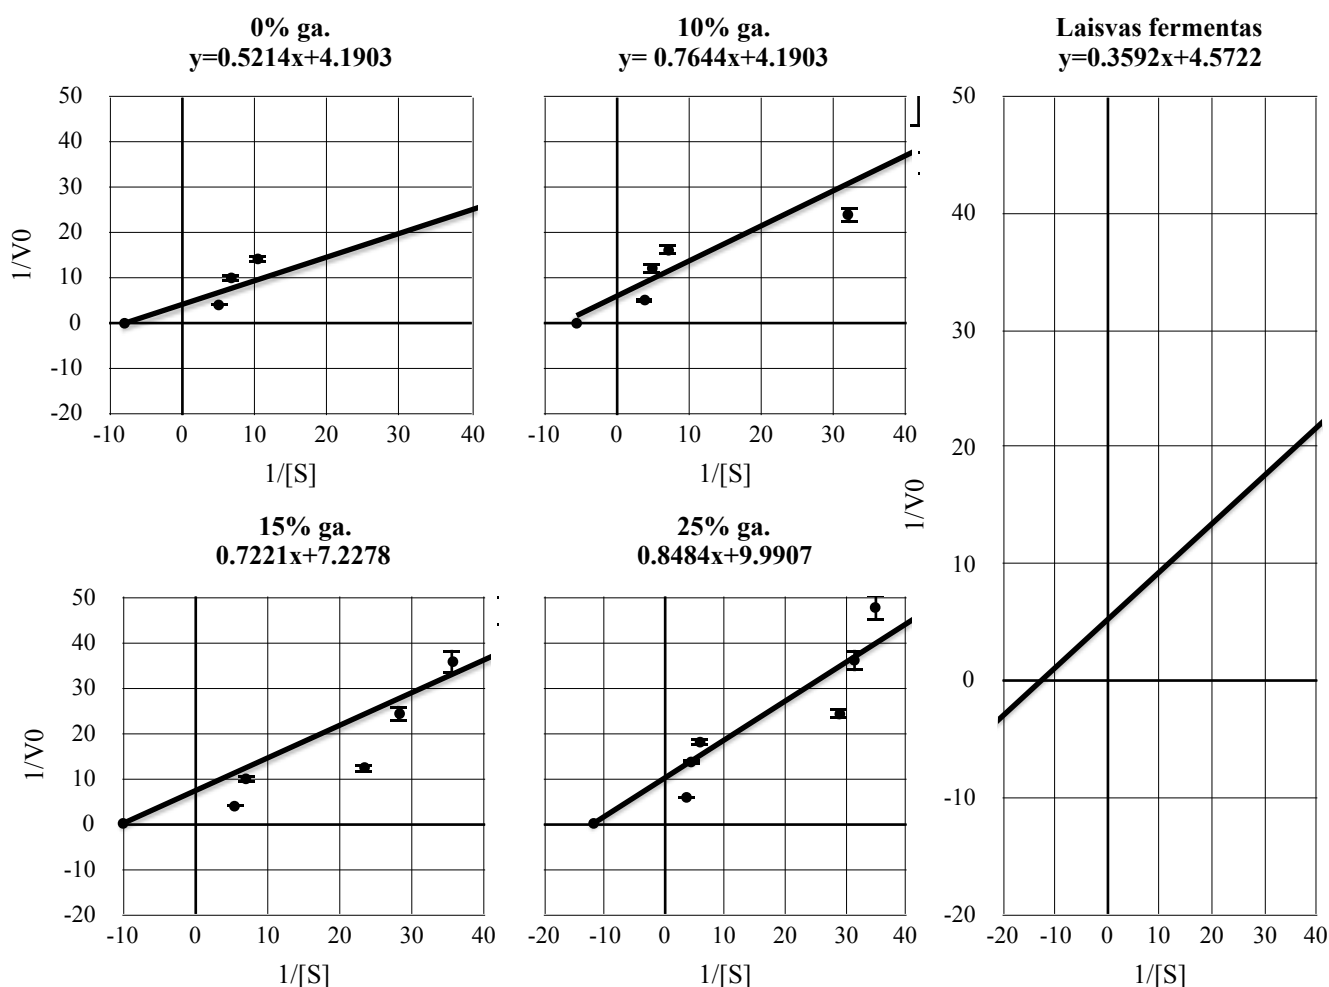 0% ga.
y=0.5214x+4.1903
50
40
30
20
10
0
-10
-20
-10 0 10 20 30 40
1/V0
1/[S]
10% ga.
y= 0.7644x+4.1903
50
40
30
20
10
0
-10
-20
-10 0 10 20 30 40
1/[S]
Laisvas fermentas
y=0.3592x+4.5722
50
40
30
20
10
0
-10
-20
-20 -10 0 10 20 30 40
1/V0
1/[S]
15% ga.
0.7221x+7.2278
50
40
30
20
10
0
-10
-20
-10 0 10 20 30 40
1/V0
1/[S]
25% ga.
0.8484x+9.9907
50
40
30
20
10
0
-10
-20
-20 -10 0 10 20 30 40
1/[S]